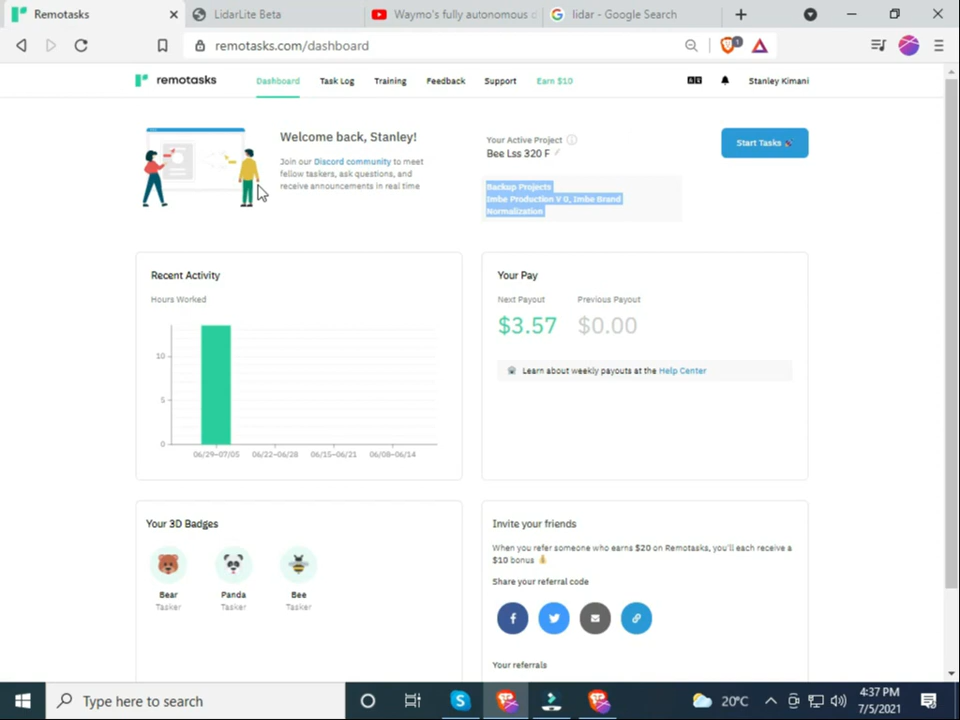 Remotasks
LidarLite Beta
Waymo's fully autonomous d
lidar - Google Search
remotasks.com/dashboard
1
remotasks
Dashboard
Task Log
Training
Feedback
Support
Earn $10
Stanley Kimani
Welcome back, Stanley!
Join our Discord community to meet
fellow taskers, ask questions, and
receive announcements in real time
Your Active Project
Bee Lss 320 F
Start Tasks
Backup Projects
Imbe Production V 0, Imbe Brand
Normalization
Recent Activity
Hours Worked
10
5
0
06/29-07/05
06/22-06/28
06/15-06/21
06/08-06/14
Your Pay
Next Payout
Previous Payout
$3.57
$0.00
Learn about weekly payouts at the Help Center
Your 3D Badges
Bear
Tasker
Panda
Tasker
Bee
Tasker
Invite your friends
When you refer someone who earns $20 on Remotasks, you'll each receive a
$10 bonus
Share your referral code
Your referrals
Type here to search
20°C
4:37 PM
7/5/2021